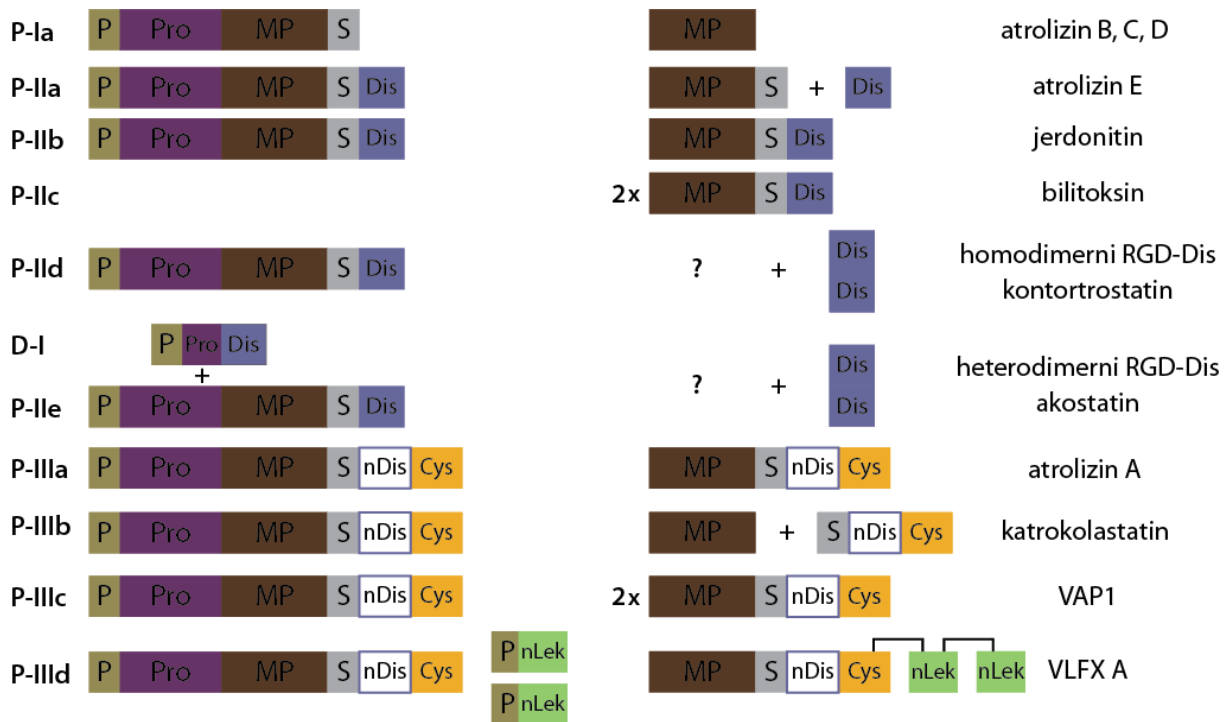 P-Ia P Pro MP S MP atrolizin B, C, D
P-IIa P Pro MP S Dis MP S + Dis atrolizin E
P-IIb P Pro MP S Dis MP S Dis jerdonitin
P-IIc 2x MP S Dis bilitoksin
P-IId P Pro MP S Dis ? + Dis Dis homodimerni RGD-Dis
kontortrostatin
D-I P Pro Dis
+
P-IIe P Pro MP S Dis ? + Dis Dis heterodimerni RGD-Dis
akostatin
P-IIIa P Pro MP S nDis Cys MP S nDis Cys atrolizin A
P-IIIb P Pro MP S nDis Cys MP + S nDis Cys katrokolastatin
P-IIIc P Pro MP S nDis Cys 2x MP S nDis Cys VAP1
P nLek
P-IIId P Pro MP S nDis Cys MP S nDis Cys nLek nLek VLFX A
P nLek